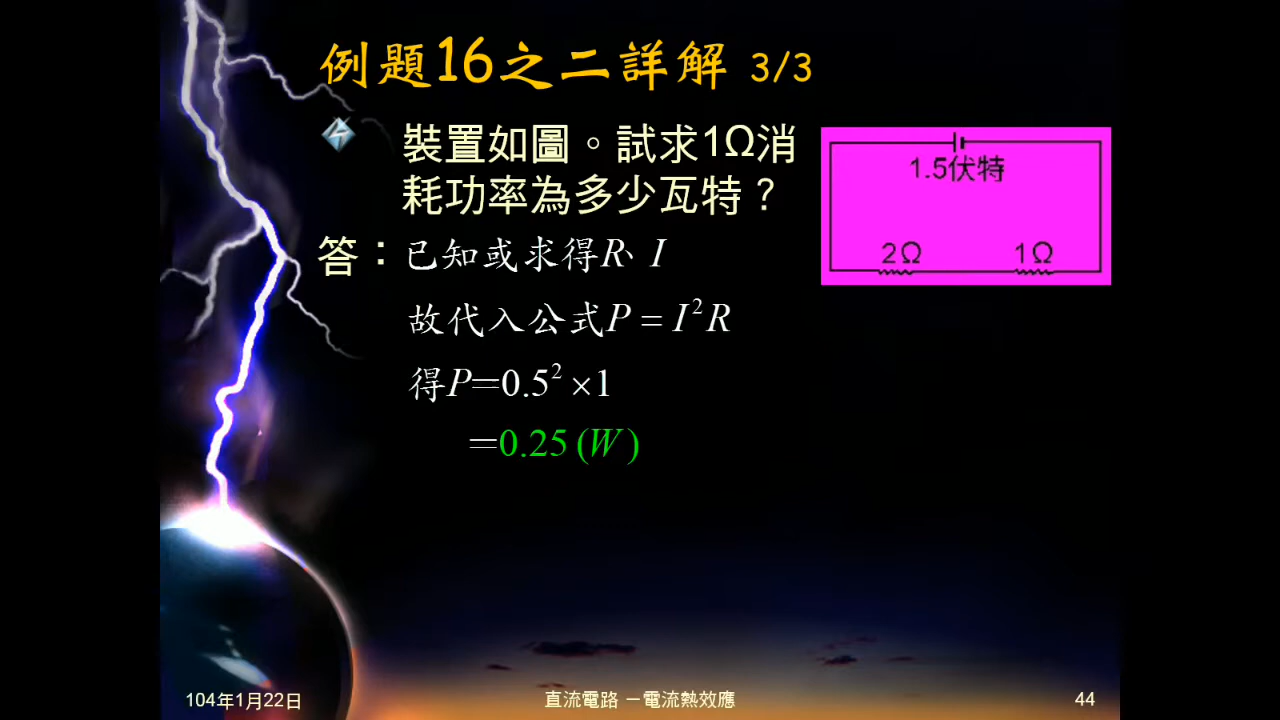 例題16之二詳解 3/3
裝置如圖。試求1Ω消
耗功率為多少瓦特？
1.5伏特
2Ω 1Ω
答：已知或求得R、I
故代入公式P = I²R
得P＝0.5² × 1
＝0.25 (W)
104年1月22日 直流電路 －電流熱效應 44